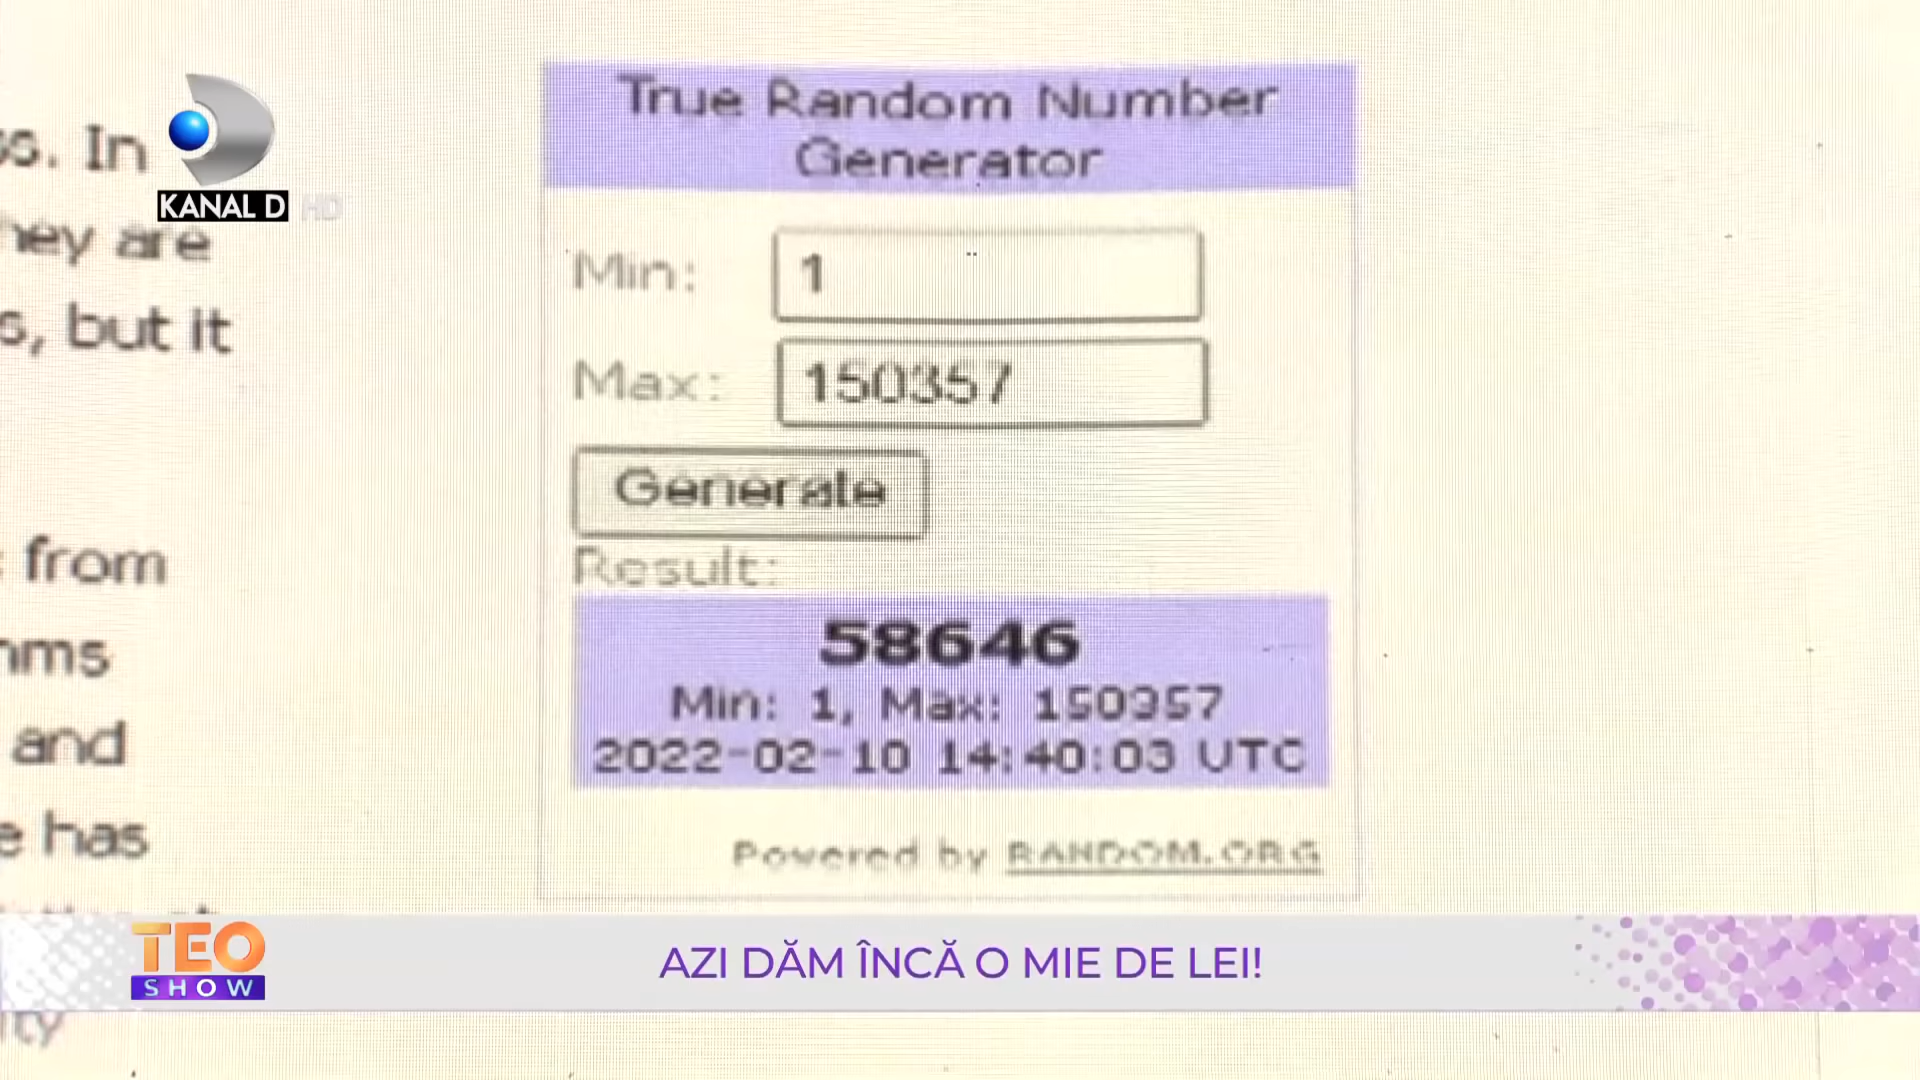 True Random Number
Generator
ss. In
KANAL D HD
hey are
s, but it
Min: 1
Max: 150357
Generate
Result:
from
58646
Min: 1, Max: 150357
2022-02-10 14:40:03 UTC
and
e has
Powered by RANDOM.ORG
TEO
SHOW
AZI DĂM ÎNCĂ O MIE DE LEI!